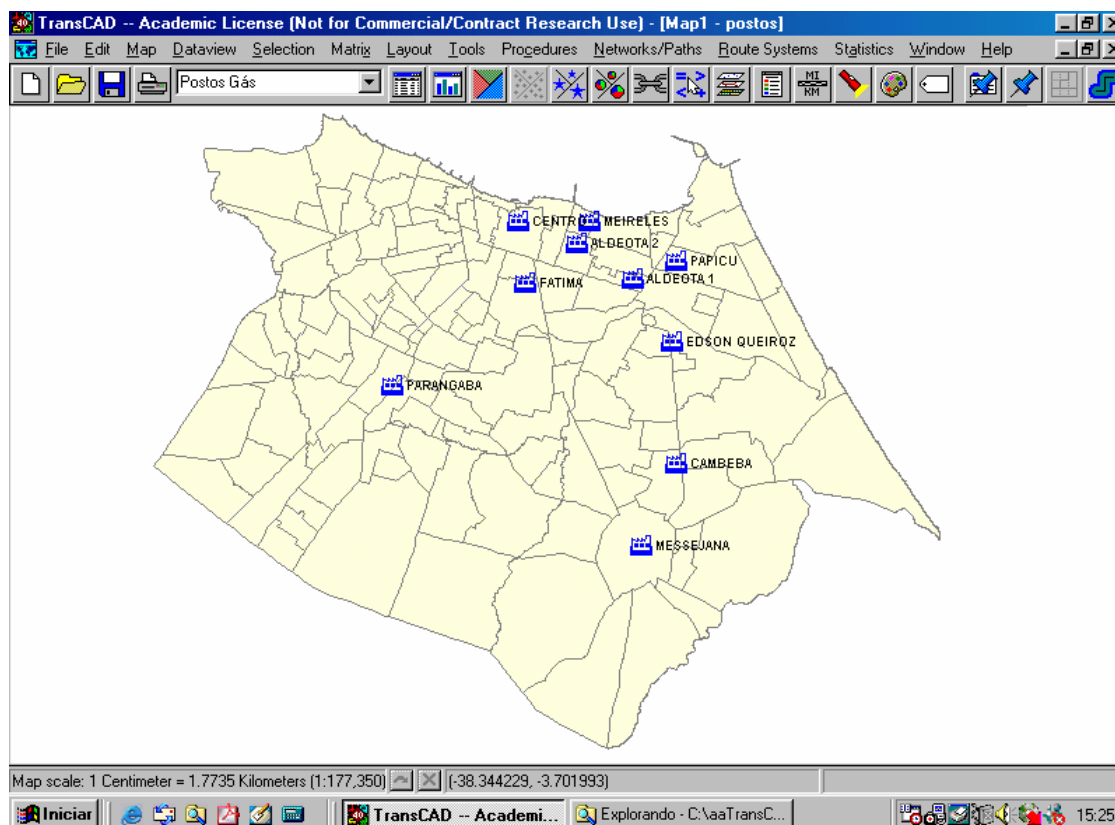 TransCAD -- Academic License (Not for Commercial/Contract Research Use) - [Map1 - postos]
File Edit Map Dataview Selection Matrix Layout Tools Procedures Networks/Paths Route Systems Statistics Window Help
Postos Gás
MI
KM
CENTRO
MEIRELES
ALDEOTA 2
PAPICU
FATIMA
ALDEOTA 1
EDSON QUEIROZ
PARANGABA
CAMBEBA
MESSEJANA
Map scale: 1 Centimeter = 1.7735 Kilometers (1:177,350) (-38.344229, -3.701993)
Iniciar TransCAD -- Academi... Explorando - C:\aaTransC... 15:25